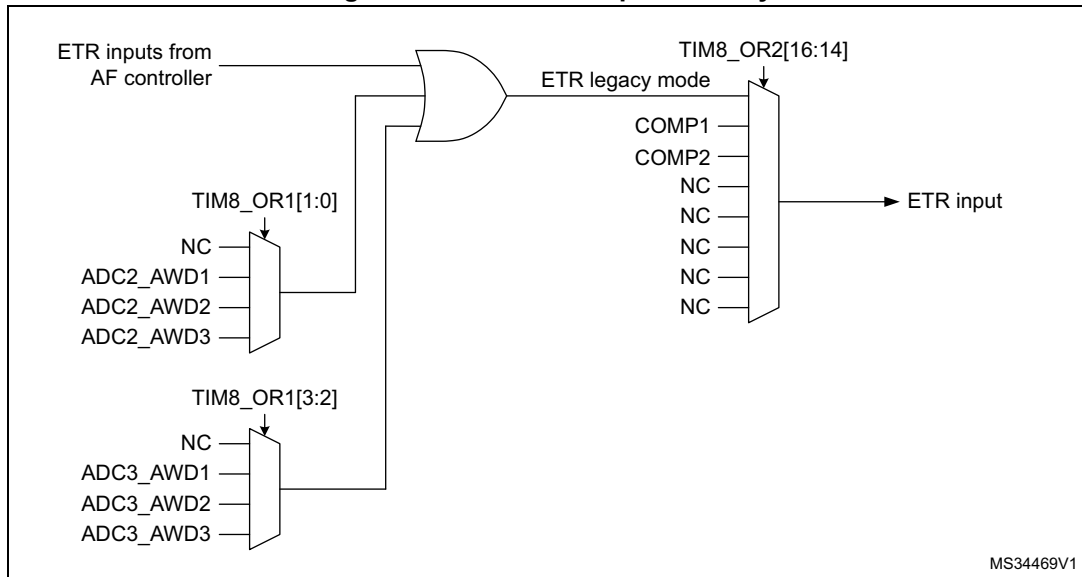 ETR inputs from
AF controller
TIM8_OR2[16:14]
ETR legacy mode
COMP1
COMP2
NC
NC
NC
NC
NC
ETR input
TIM8_OR1[1:0]
NC
ADC2_AWD1
ADC2_AWD2
ADC2_AWD3
TIM8_OR1[3:2]
NC
ADC3_AWD1
ADC3_AWD2
ADC3_AWD3
MS34469V1